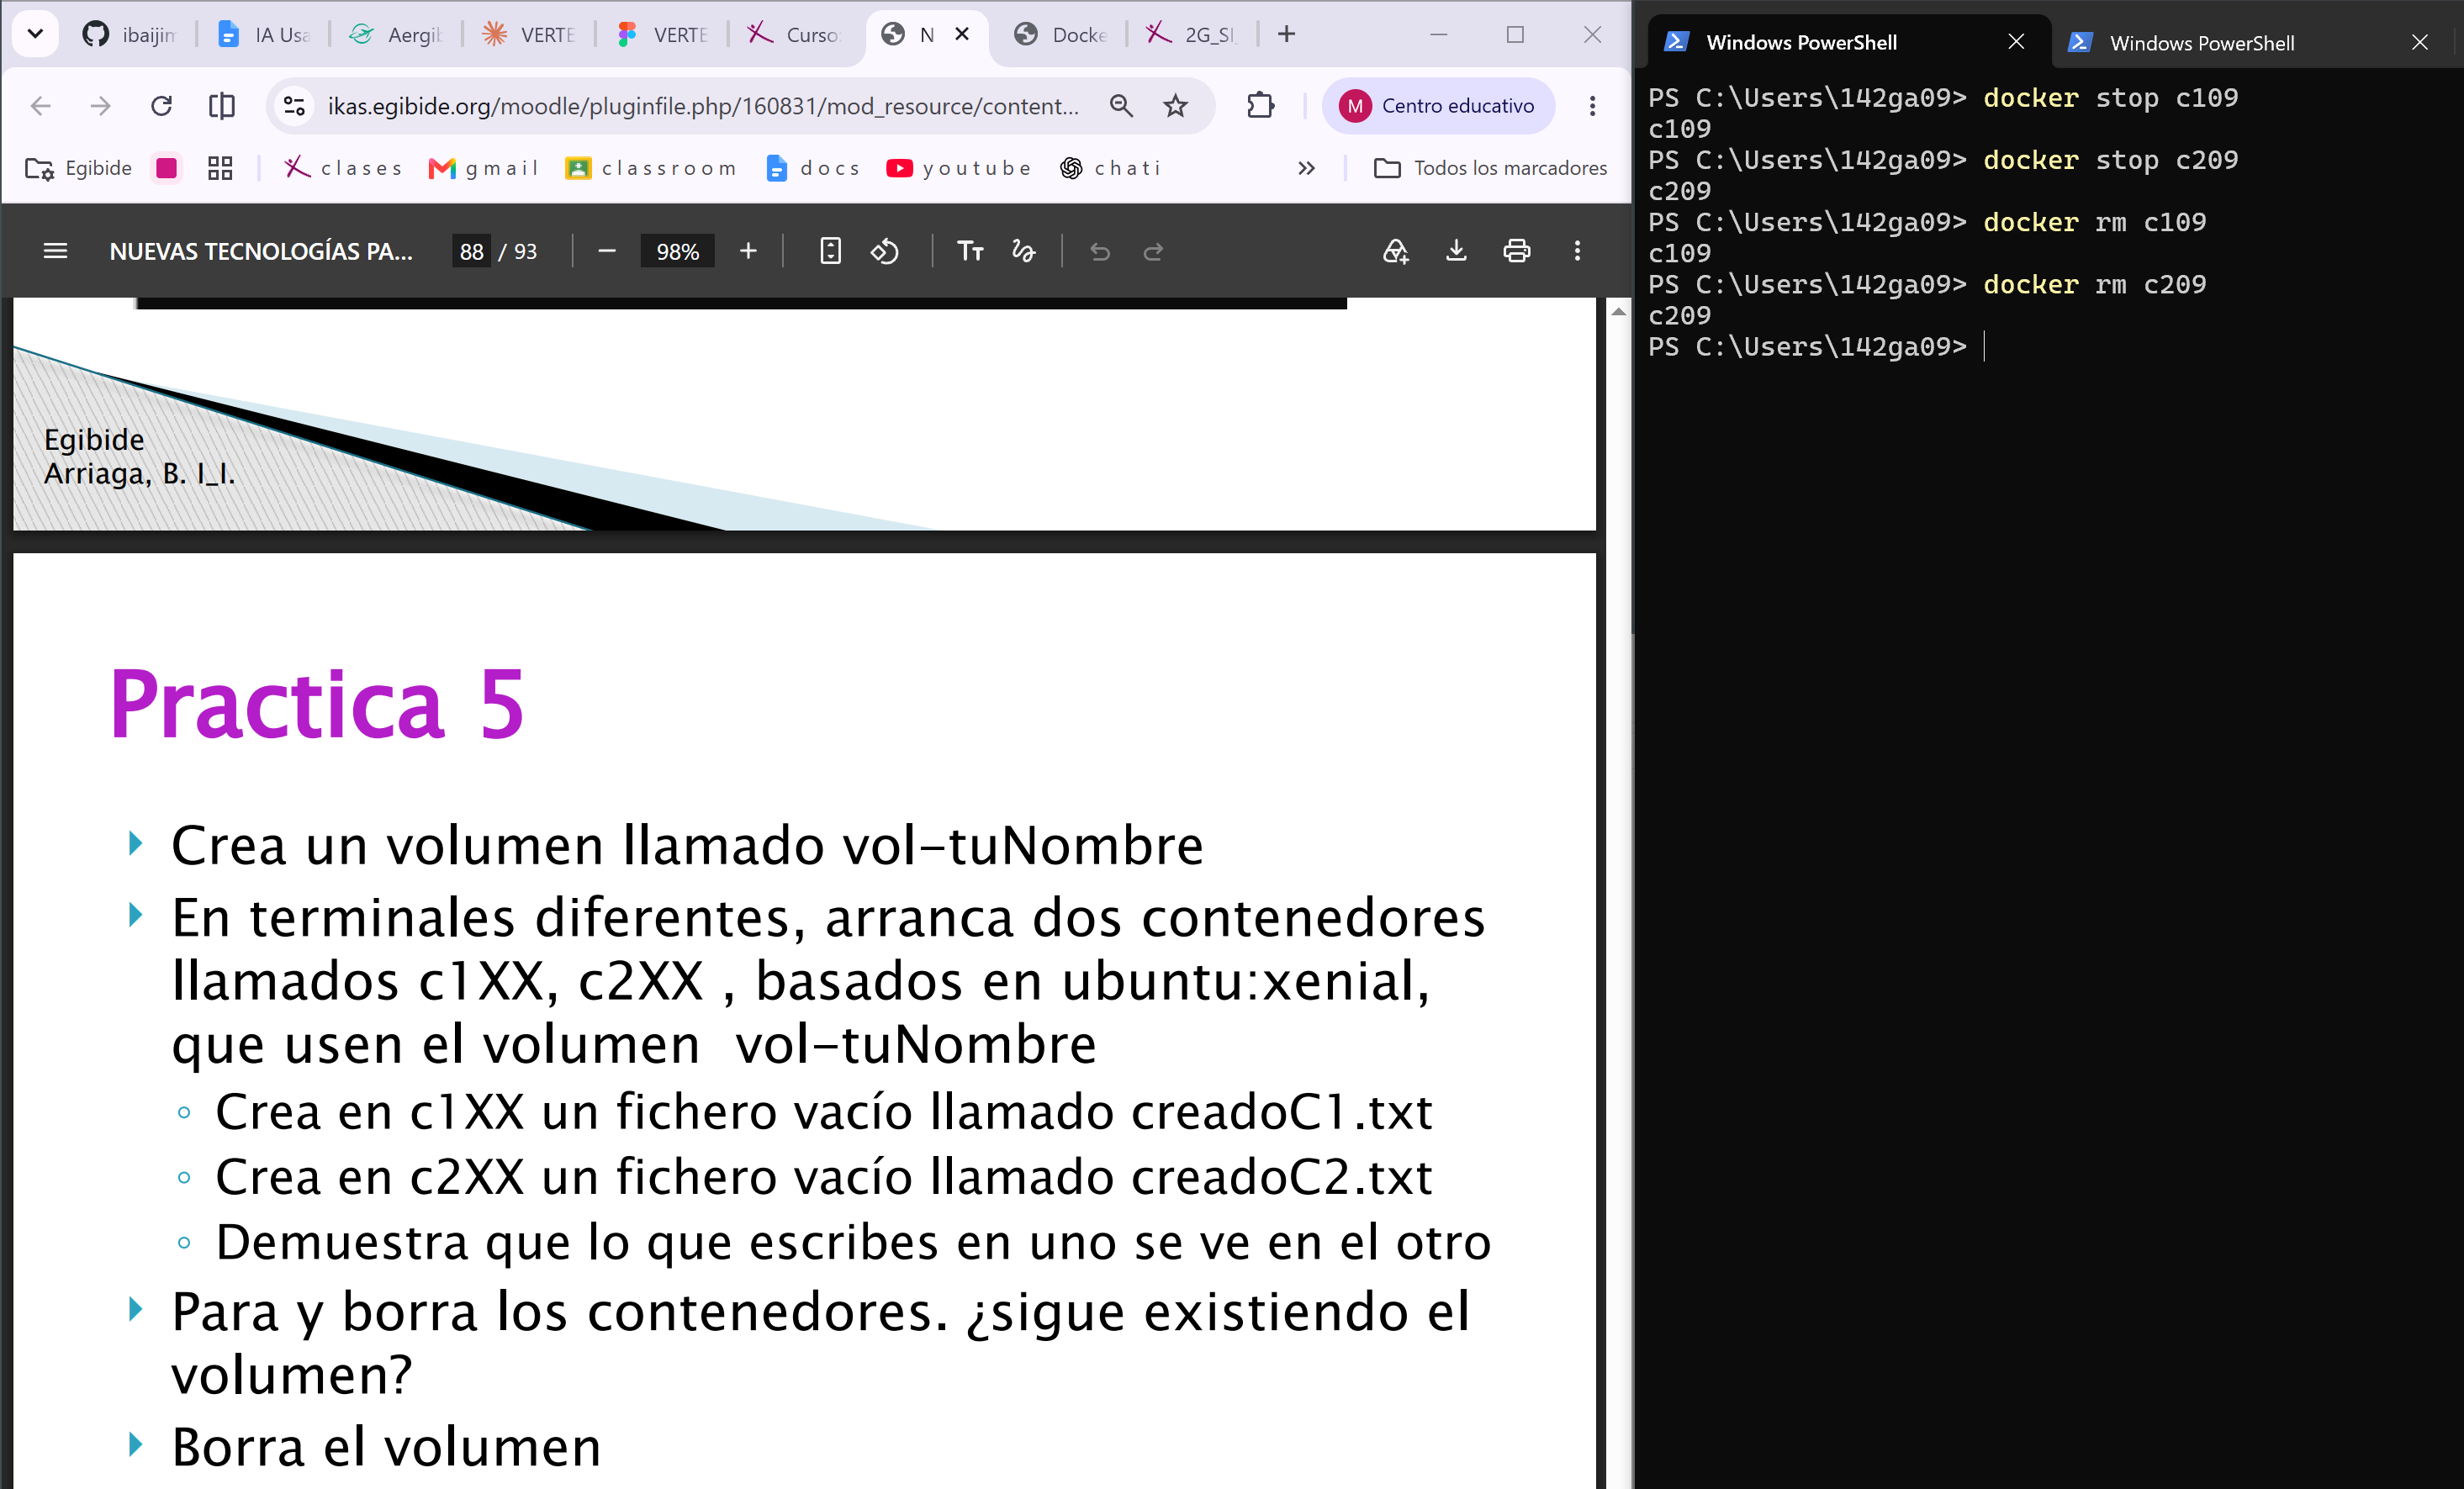 ibaijim
IA Usa
Aergib
VERTE
VERTE
Curso:
N
Docke
2G_SI_
ikas.egibide.org/moodle/pluginfile.php/160831/mod_resource/content...
M Centro educativo
Egibide
clases
gmail
classroom
docs
youtube
chati
Todos los marcadores
NUEVAS TECNOLOGÍAS PA...
88 / 93
98%
Egibide
Arriaga, B. I_I.
Practica 5
Crea un volumen llamado vol-tuNombre
En terminales diferentes, arranca dos contenedores
llamados c1XX, c2XX , basados en ubuntu:xenial,
que usen el volumen vol-tuNombre
Crea en c1XX un fichero vacío llamado creadoC1.txt
Crea en c2XX un fichero vacío llamado creadoC2.txt
Demuestra que lo que escribes en uno se ve en el otro
Para y borra los contenedores. ¿sigue existiendo el
volumen?
Borra el volumen
Windows PowerShell
Windows PowerShell
PS C:\Users\142ga09> docker stop c109
c109
PS C:\Users\142ga09> docker stop c209
c209
PS C:\Users\142ga09> docker rm c109
c109
PS C:\Users\142ga09> docker rm c209
c209
PS C:\Users\142ga09>